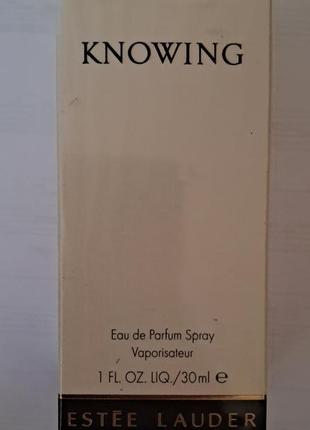 KNOWING
Eau de Parfum Spray
Vaporisateur
1 FL. OZ. LIQ./30ml ℮
ESTĒE LAUDER